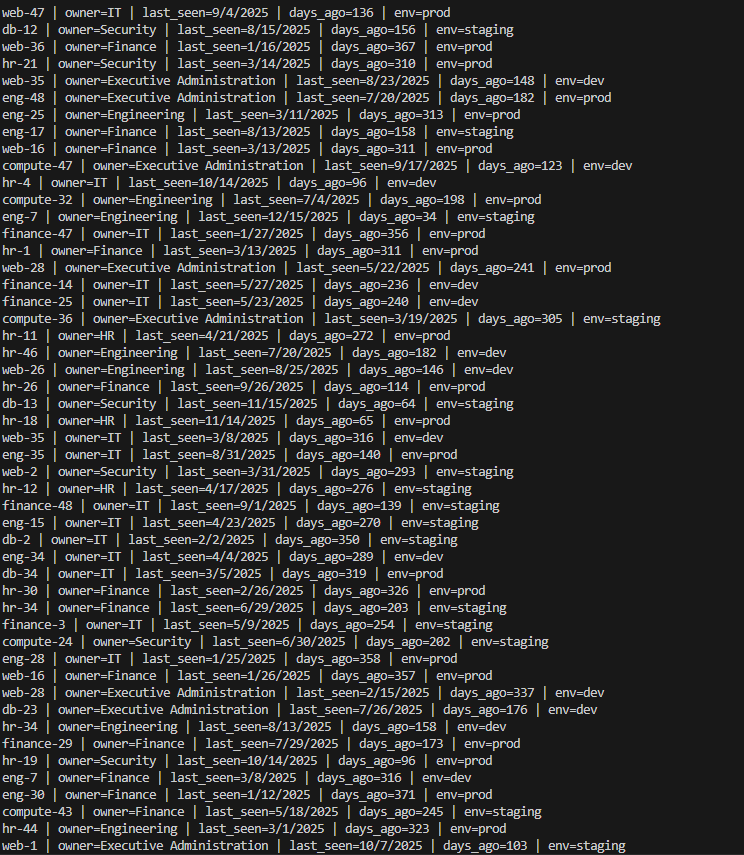 web-47 | owner=IT | last_seen=9/4/2025 | days_ago=136 | env=prod
db-12 | owner=Security | last_seen=8/15/2025 | days_ago=156 | env=staging
web-36 | owner=Finance | last_seen=1/16/2025 | days_ago=367 | env=prod
hr-21 | owner=Security | last_seen=3/14/2025 | days_ago=310 | env=prod
web-35 | owner=Executive Administration | last_seen=8/23/2025 | days_ago=148 | env=dev
eng-48 | owner=Executive Administration | last_seen=7/20/2025 | days_ago=182 | env=prod
eng-25 | owner=Engineering | last_seen=3/11/2025 | days_ago=313 | env=prod
eng-17 | owner=Finance | last_seen=8/13/2025 | days_ago=158 | env=staging
web-16 | owner=Finance | last_seen=3/13/2025 | days_ago=311 | env=prod
compute-47 | owner=Executive Administration | last_seen=9/17/2025 | days_ago=123 | env=dev
hr-4 | owner=IT | last_seen=10/14/2025 | days_ago=96 | env=dev
compute-32 | owner=Engineering | last_seen=7/4/2025 | days_ago=198 | env=prod
eng-7 | owner=Engineering | last_seen=12/15/2025 | days_ago=34 | env=staging
finance-47 | owner=IT | last_seen=1/27/2025 | days_ago=356 | env=prod
hr-1 | owner=Finance | last_seen=3/13/2025 | days_ago=311 | env=prod
web-28 | owner=Executive Administration | last_seen=5/22/2025 | days_ago=241 | env=prod
finance-14 | owner=IT | last_seen=5/27/2025 | days_ago=236 | env=dev
finance-25 | owner=IT | last_seen=5/23/2025 | days_ago=240 | env=dev
compute-36 | owner=Executive Administration | last_seen=3/19/2025 | days_ago=305 | env=staging
hr-11 | owner=HR | last_seen=4/21/2025 | days_ago=272 | env=prod
hr-46 | owner=Engineering | last_seen=7/20/2025 | days_ago=182 | env=dev
web-26 | owner=Engineering | last_seen=8/25/2025 | days_ago=146 | env=dev
hr-26 | owner=Finance | last_seen=9/26/2025 | days_ago=114 | env=prod
db-13 | owner=Security | last_seen=11/15/2025 | days_ago=64 | env=staging
hr-18 | owner=HR | last_seen=11/14/2025 | days_ago=65 | env=prod
web-35 | owner=IT | last_seen=3/8/2025 | days_ago=316 | env=dev
eng-35 | owner=IT | last_seen=8/31/2025 | days_ago=140 | env=prod
web-2 | owner=Security | last_seen=3/31/2025 | days_ago=293 | env=staging
hr-12 | owner=HR | last_seen=4/17/2025 | days_ago=276 | env=staging
finance-48 | owner=IT | last_seen=9/1/2025 | days_ago=139 | env=staging
eng-15 | owner=IT | last_seen=4/23/2025 | days_ago=270 | env=staging
db-2 | owner=IT | last_seen=2/2/2025 | days_ago=350 | env=staging
eng-34 | owner=IT | last_seen=4/4/2025 | days_ago=289 | env=dev
db-34 | owner=IT | last_seen=3/5/2025 | days_ago=319 | env=prod
hr-30 | owner=Finance | last_seen=2/26/2025 | days_ago=326 | env=prod
hr-34 | owner=Finance | last_seen=6/29/2025 | days_ago=203 | env=staging
finance-3 | owner=IT | last_seen=5/9/2025 | days_ago=254 | env=staging
compute-24 | owner=Security | last_seen=6/30/2025 | days_ago=202 | env=staging
eng-28 | owner=IT | last_seen=1/25/2025 | days_ago=358 | env=prod
web-16 | owner=Finance | last_seen=1/26/2025 | days_ago=357 | env=prod
web-28 | owner=Executive Administration | last_seen=2/15/2025 | days_ago=337 | env=dev
db-23 | owner=Executive Administration | last_seen=7/26/2025 | days_ago=176 | env=dev
hr-34 | owner=Engineering | last_seen=8/13/2025 | days_ago=158 | env=dev
finance-29 | owner=Finance | last_seen=7/29/2025 | days_ago=173 | env=prod
hr-19 | owner=Security | last_seen=10/14/2025 | days_ago=96 | env=prod
eng-7 | owner=Finance | last_seen=3/8/2025 | days_ago=316 | env=dev
eng-30 | owner=Finance | last_seen=1/12/2025 | days_ago=371 | env=prod
compute-43 | owner=Finance | last_seen=5/18/2025 | days_ago=245 | env=staging
hr-44 | owner=Engineering | last_seen=3/1/2025 | days_ago=323 | env=prod
web-1 | owner=Executive Administration | last_seen=10/7/2025 | days_ago=103 | env=staging